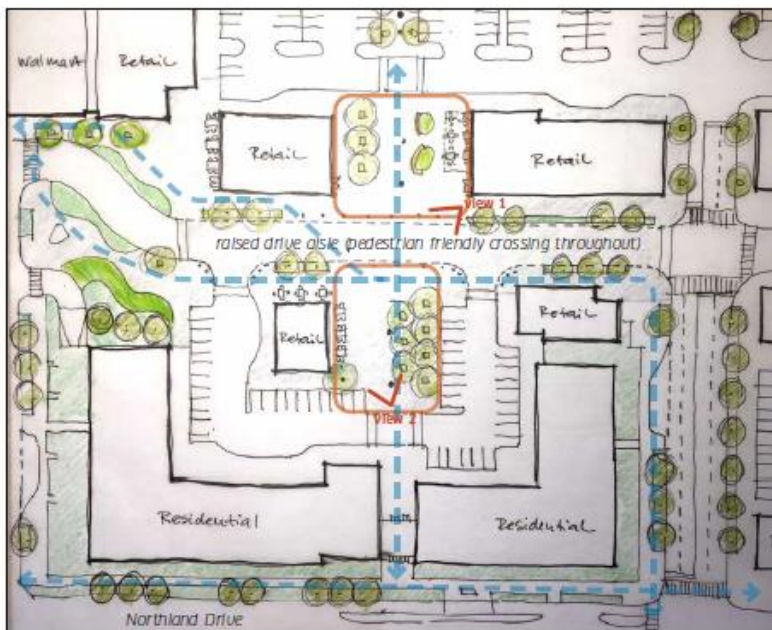 Walmart
Retail
Retail
Retail
View 1
raised drive aisle (pedestrian friendly crossing throughout)
Retail
Retail
View 2
Residential
Residential
Northland Drive